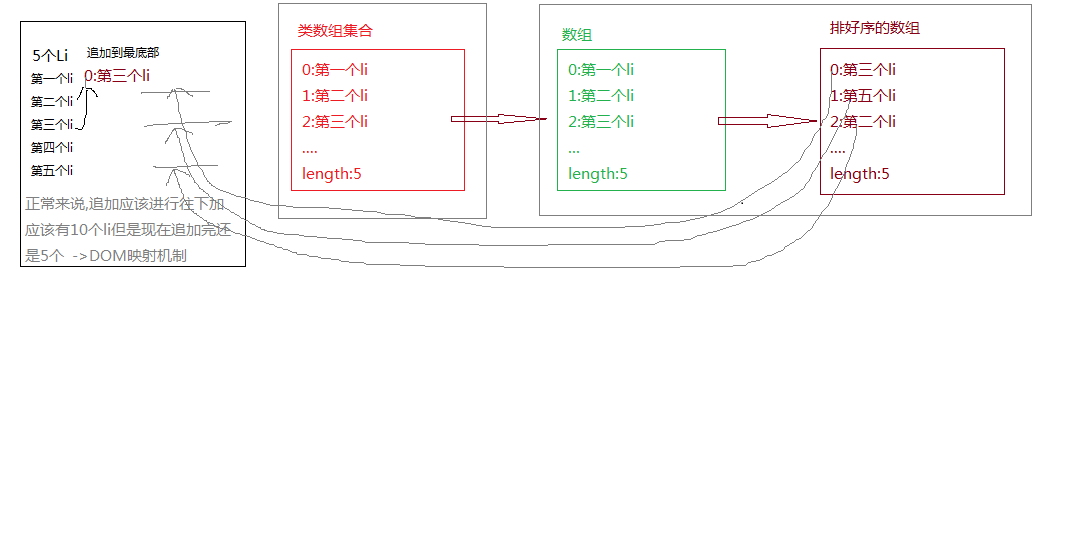 5个Li
追加到最底部
第一个li
0:第三个li
第二个li
第三个li
第四个li
第五个li
正常来说,追加应该进行往下加
应该有10个li但是现在追加完还
是5个 ->DOM映射机制
类数组集合
0:第一个li
1:第二个li
2:第三个li
....
length:5
数组
0:第一个li
1:第二个li
2:第三个li
...
length:5
排好序的数组
0:第三个li
1:第五个li
2:第二个li
....
length:5